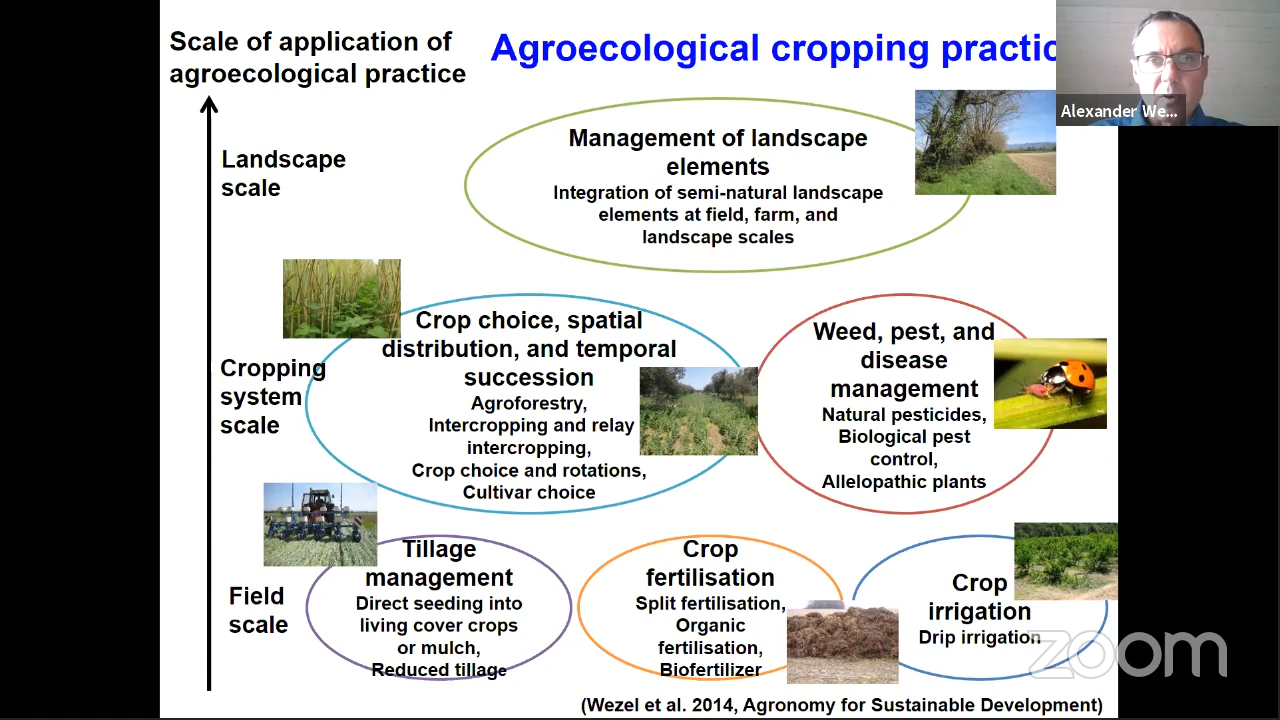 Scale of application of
agroecological practice
Agroecological cropping practic
Alexander We...
Landscape
scale
Management of landscape
elements
Integration of semi-natural landscape
elements at field, farm, and
landscape scales
Cropping
system
scale
Crop choice, spatial
distribution, and temporal
succession
Agroforestry,
Intercropping and relay
intercropping,
Crop choice and rotations,
Cultivar choice
Weed, pest, and
disease
management
Natural pesticides,
Biological pest
control,
Allelopathic plants
Field
scale
Tillage
management
Direct seeding into
living cover crops
or mulch,
Reduced tillage
Crop
fertilisation
Split fertilisation,
Organic
fertilisation,
Biofertilizer
Crop
irrigation
Drip irrigation
zoom
(Wezel et al. 2014, Agronomy for Sustainable Development)